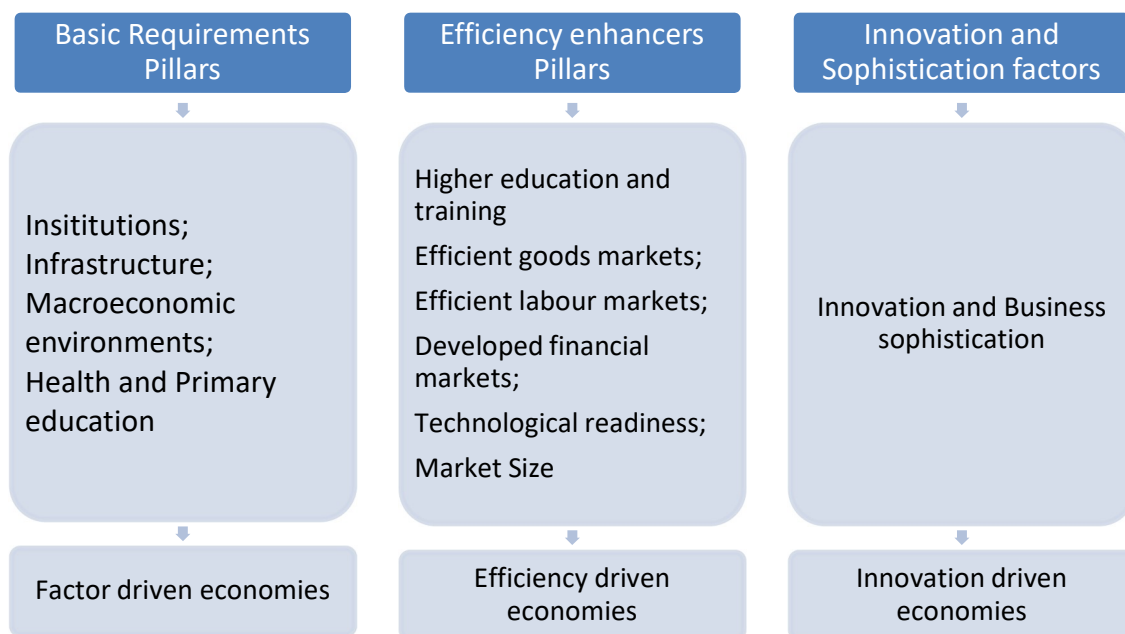 Basic Requirements
Pillars
Insititutions;
Infrastructure;
Macroeconomic
environments;
Health and Primary
education
Factor driven economies
Efficiency enhancers
Pillars
Higher education and
training
Efficient goods markets;
Efficient labour markets;
Developed financial
markets;
Technological readiness;
Market Size
Efficiency driven
economies
Innovation and
Sophistication factors
Innovation and Business
sophistication
Innovation driven
economies